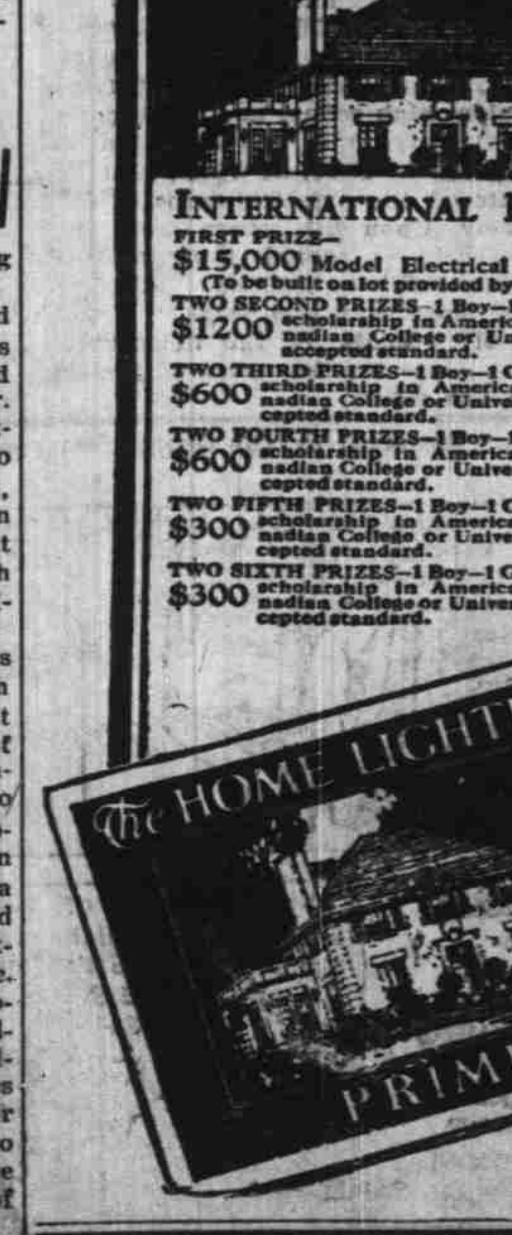 INTERNATIONAL
FIRST PRIZE—
$15,000 Model Electrical
(To be built on lot provided by
TWO SECOND PRIZES—1 Boy—1
$1200 scholarship in Americ
nadian College or Un
accepted standard.
TWO THIRD PRIZES—1 Boy—1 G
$600 scholarship in America
nadian College or Unive
cepted standard.
TWO FOURTH PRIZES—1 Boy—1
$600 scholarship in America
nadian College or Univer
cepted standard.
TWO FIFTH PRIZES—1 Boy—1 G
$300 scholarship in America
nadian College or Unive
cepted standard.
TWO SIXTH PRIZES—1 Boy—1 G
$300 scholarship in America
nadian College or Univer
cepted standard.
The HOME LIGHTI
PRIM